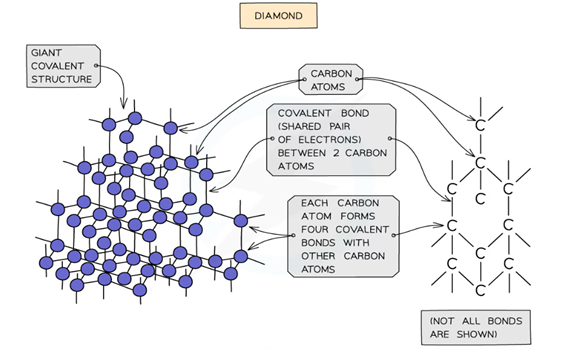 DIAMOND
GIANT
COVALENT
STRUCTURE
CARBON
ATOMS
COVALENT BOND
(SHARED PAIR
OF ELECTRONS)
BETWEEN 2 CARBON
ATOMS
EACH CARBON
ATOM FORMS
FOUR COVALENT
BONDS WITH
OTHER CARBON
ATOMS
C
C
C
C C
C C
C C C
C C
C
(NOT ALL BONDS
ARE SHOWN)